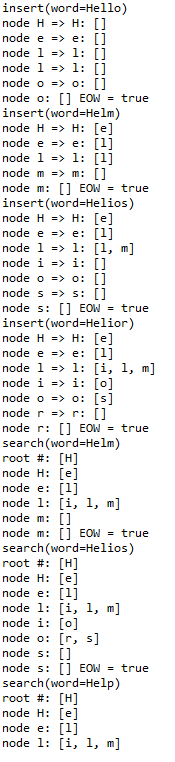 insert(word=Hello)
node H => H: []
node e => e: []
node l => l: []
node l => l: []
node o => o: []
node o: [] EOW = true
insert(word=Helm)
node H => H: [e]
node e => e: [l]
node l => l: [l]
node m => m: []
node m: [] EOW = true
insert(word=Helios)
node H => H: [e]
node e => e: [l]
node l => l: [l, m]
node i => i: []
node o => o: []
node s => s: []
node s: [] EOW = true
insert(word=Helior)
node H => H: [e]
node e => e: [l]
node l => l: [i, l, m]
node i => i: [o]
node o => o: [s]
node r => r: []
node r: [] EOW = true
search(word=Helm)
root #: [H]
node H: [e]
node e: [l]
node l: [i, l, m]
node m: []
node m: [] EOW = true
search(word=Helios)
root #: [H]
node H: [e]
node e: [l]
node l: [i, l, m]
node i: [o]
node o: [r, s]
node s: []
node s: [] EOW = true
search(word=Help)
root #: [H]
node H: [e]
node e: [l]
node l: [i, l, m]